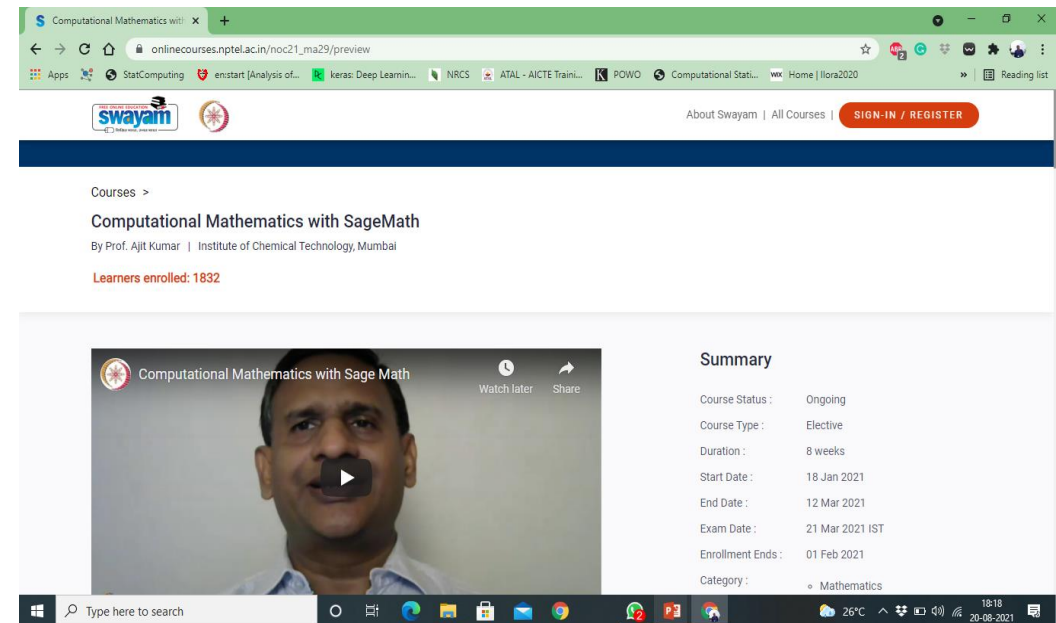 Computational Mathematics with
onlinecourses.nptel.ac.in/noc21_ma29/preview
Apps StatComputing en:start [Analysis of... keras: Deep Learnin... NRCS ATAL - AICTE Traini... POWO Computational Stati... WIX Home | Ilora2020 » Reading list
FREE ONLINE EDUCATION
swayam
About Swayam | All Courses | SIGN-IN / REGISTER
Courses >
Computational Mathematics with SageMath
By Prof. Ajit Kumar | Institute of Chemical Technology, Mumbai
Learners enrolled: 1832
Computational Mathematics with Sage Math
Watch later Share
Summary
Course Status : Ongoing
Course Type : Elective
Duration : 8 weeks
Start Date : 18 Jan 2021
End Date : 12 Mar 2021
Exam Date : 21 Mar 2021 IST
Enrollment Ends : 01 Feb 2021
Category :
Mathematics
Type here to search
26°C
18:18
20-08-2021